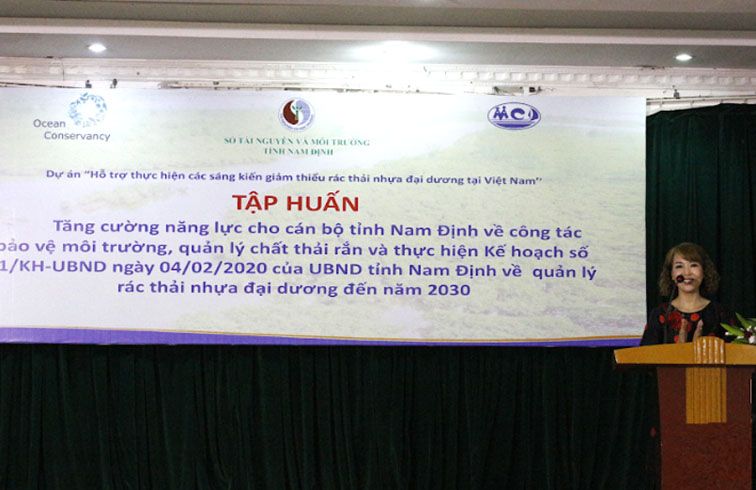 Ocean
Conservancy
SỞ TÀI NGUYÊN VÀ MÔI TRƯỜNG
TỈNH NAM ĐỊNH
MCD
Dự án "Hỗ trợ thực hiện các sáng kiến giảm thiểu rác thải nhựa đại dương tại Việt Nam"
TẬP HUẤN
Tăng cường năng lực cho cán bộ tỉnh Nam Định về công tác
bảo vệ môi trường, quản lý chất thải rắn và thực hiện Kế hoạch số
1/KH-UBND ngày 04/02/2020 của UBND tỉnh Nam Định về quản lý
rác thải nhựa đại dương đến năm 2030